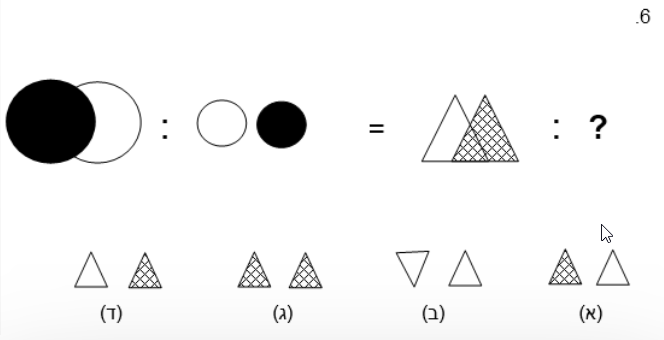 .6
: = : ?
(ד) (ג) (ב) (א)